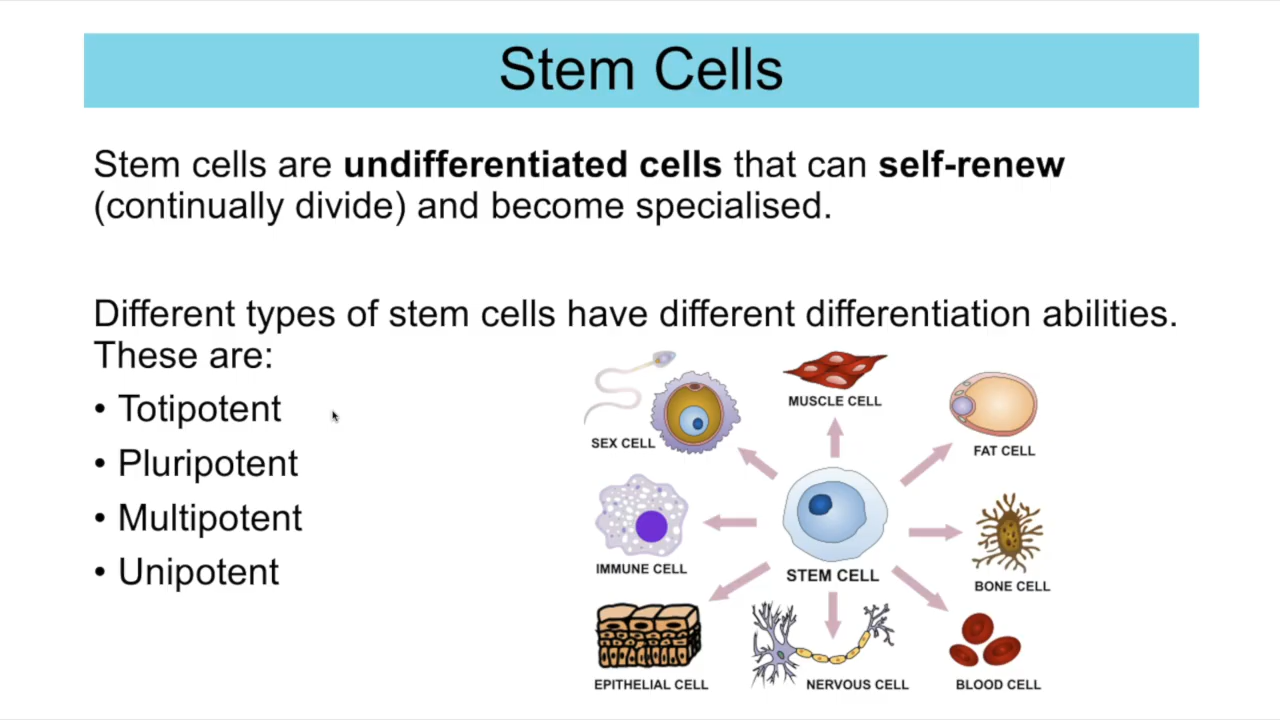 Stem Cells
Stem cells are undifferentiated cells that can self-renew
(continually divide) and become specialised.
Different types of stem cells have different differentiation abilities.
These are:
• Totipotent
• Pluripotent
• Multipotent
• Unipotent
SEX CELL
MUSCLE CELL
FAT CELL
IMMUNE CELL
STEM CELL
BONE CELL
EPITHELIAL CELL
NERVOUS CELL
BLOOD CELL